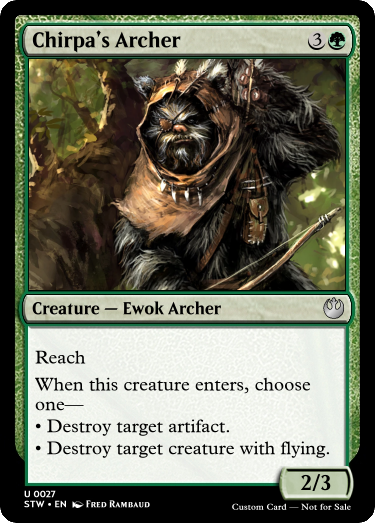 Chirpa's Archer 3
Creature — Ewok Archer
Reach
When this creature enters, choose
one—
• Destroy target artifact.
• Destroy target creature with flying.
2/3
U 0027
STW • EN Fred Rambaud
Custom Card — Not for Sale